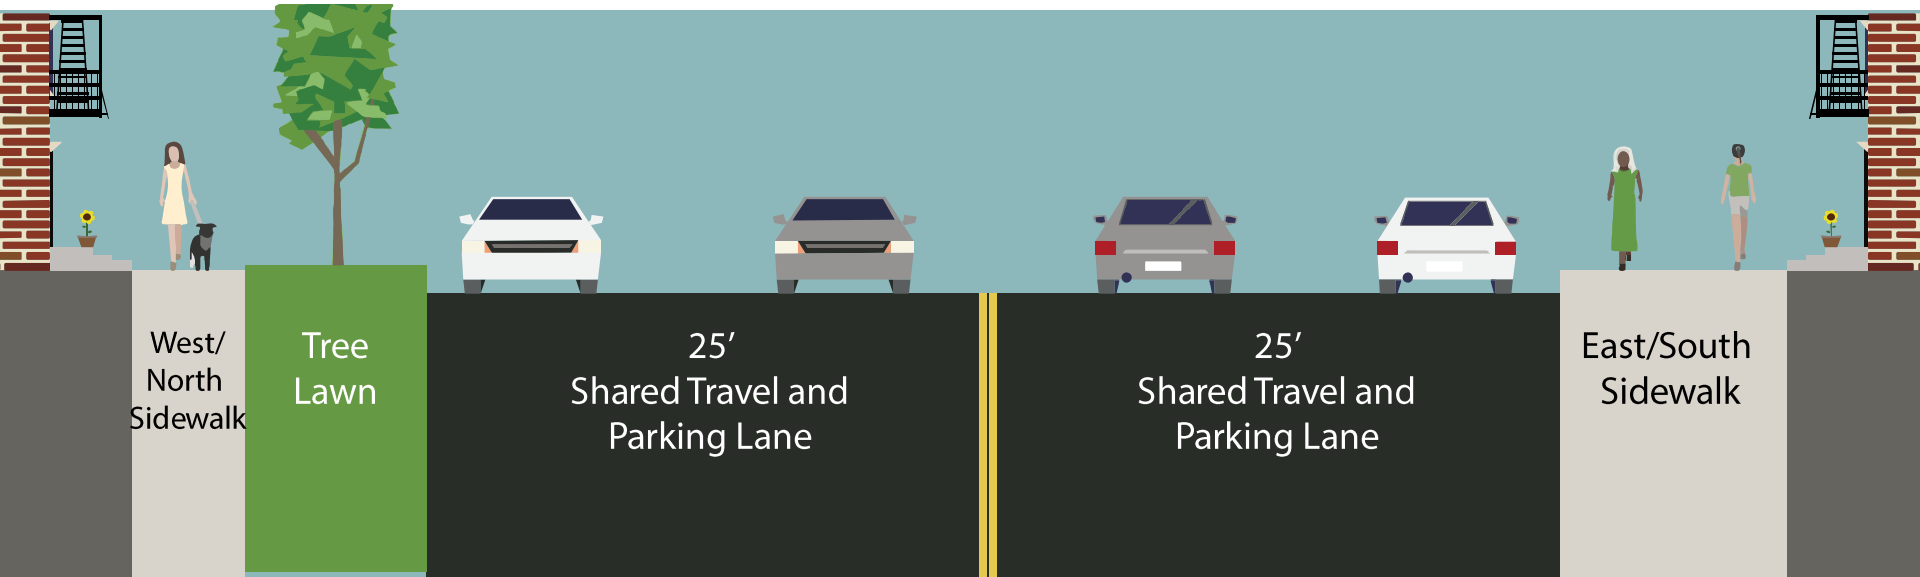 West/
North
Sidewalk
Tree
Lawn
25’
Shared Travel and
Parking Lane
25’
Shared Travel and
Parking Lane
East/South
Sidewalk